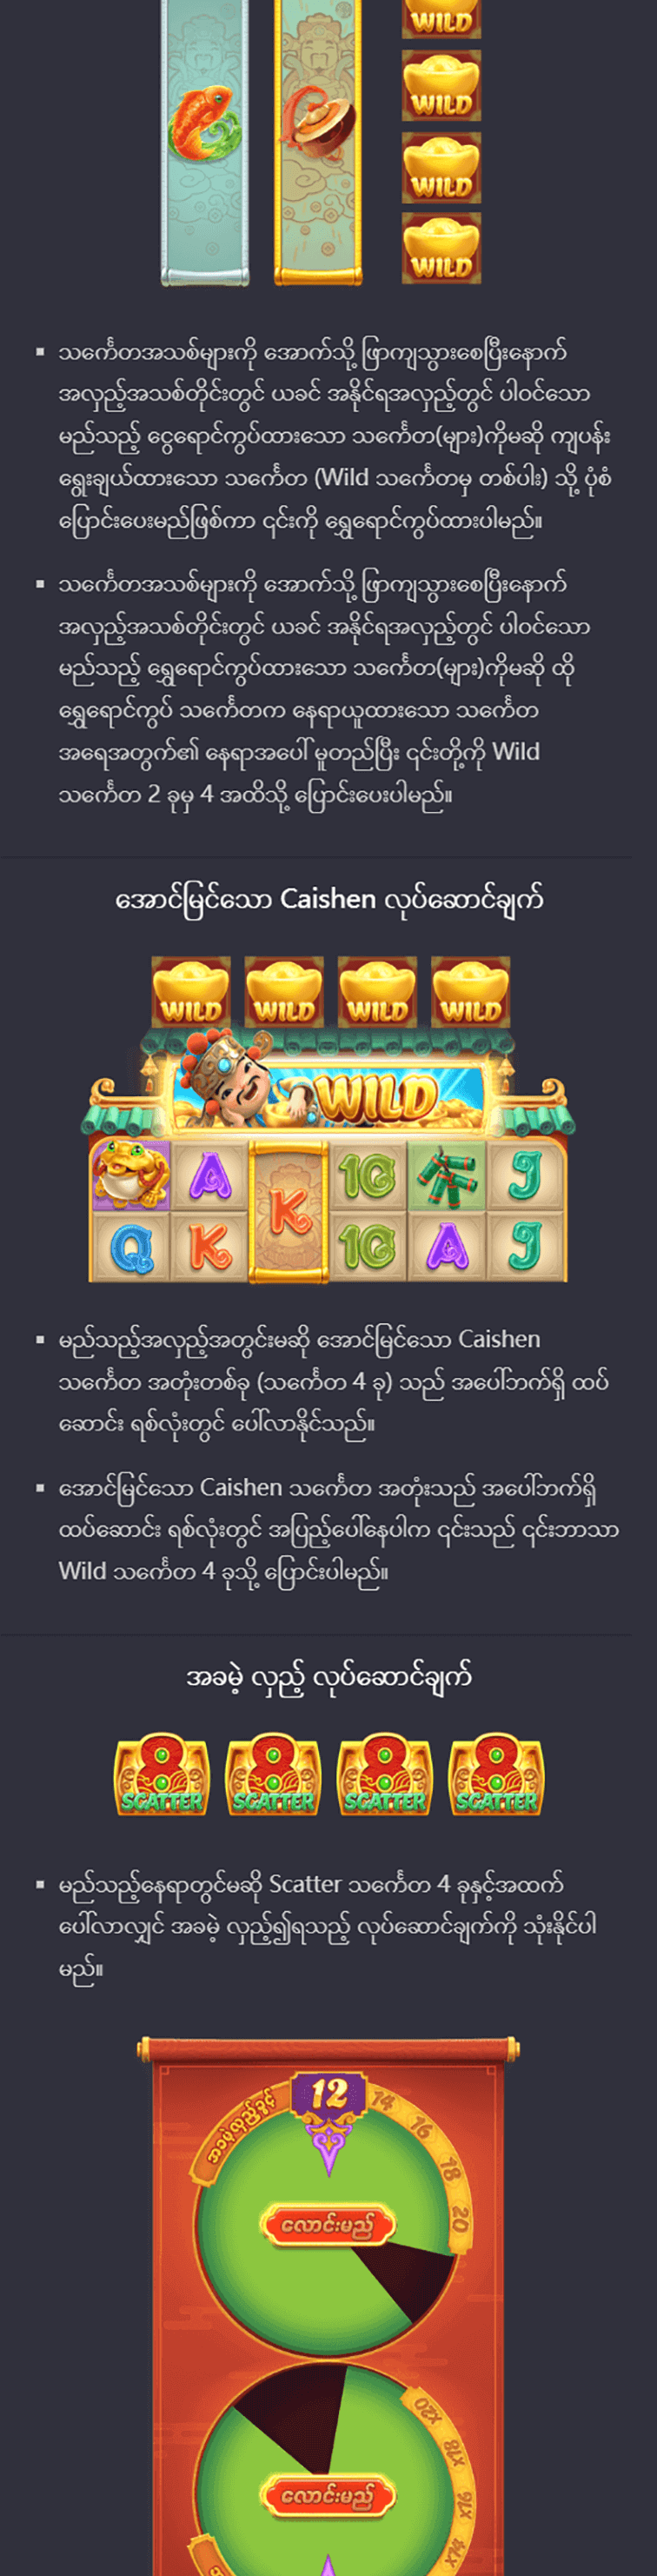 WILD
WILD
WILD
WILD
သင်္ကေတအသစ်များကို အောက်သို့ ဖြာကျသွားစေပြီးနောက်
အလှည့်အသစ်တိုင်းတွင် ယခင် အနိုင်ရအလှည့်တွင် ပါဝင်သော
မည်သည့် ငွေရောင်ကွပ်ထားသော သင်္ကေတ(များ)ကိုမဆို ကျပန်း
ရွေးချယ်ထားသော သင်္ကေတ (Wild သင်္ကေတမှ တစ်ပါး) သို့ ပုံစံ
ပြောင်းပေးမည်ဖြစ်ကာ ၎င်းကို ရွှေရောင်ကွပ်ထားပါမည်။
သင်္ကေတအသစ်များကို အောက်သို့ ဖြာကျသွားစေပြီးနောက်
အလှည့်အသစ်တိုင်းတွင် ယခင် အနိုင်ရအလှည့်တွင် ပါဝင်သော
မည်သည့် ရွှေရောင်ကွပ်ထားသော သင်္ကေတ(များ)ကိုမဆို ထို
ရွှေရောင်ကွပ် သင်္ကေတက နေရာယူထားသော သင်္ကေတ
အရေအတွက်၏ နေရာအပေါ် မူတည်ပြီး ၎င်းတို့ကို Wild
သင်္ကေတ 2 ခုမှ 4 အထိသို့ ပြောင်းပေးပါမည်။
အောင်မြင်သော Caishen လုပ်ဆောင်ချက်
WILD WILD WILD WILD
WILD
A K 10 J
Q K 10 A J
မည်သည့်အလှည့်အတွင်းမဆို အောင်မြင်သော Caishen
သင်္ကေတ အတုံးတစ်ခု (သင်္ကေတ 4 ခု) သည် အပေါ်ဘက်ရှိ ထပ်
ဆောင်း ရစ်လုံးတွင် ပေါ်လာနိုင်သည်။
အောင်မြင်သော Caishen သင်္ကေတ အတုံးသည် အပေါ်ဘက်ရှိ
ထပ်ဆောင်း ရစ်လုံးတွင် အပြည့်ပေါ်နေပါက ၎င်းသည် ၎င်းဘာသာ
Wild သင်္ကေတ 4 ခုသို့ ပြောင်းပါမည်။
အခမဲ့ လှည့် လုပ်ဆောင်ချက်
SCATTER SCATTER SCATTER SCATTER
မည်သည့်နေရာတွင်မဆို Scatter သင်္ကေတ 4 ခုနှင့်အထက်
ပေါ်လာလျှင် အခမဲ့ လှည့်၍ရသည့် လုပ်ဆောင်ချက်ကို သုံးနိုင်ပါ
မည်။
အခမဲ့လှည့်ခွင့် 12 14 16 18 20
လောင်းမည်
x20 x18 x16 x14
လောင်းမည်